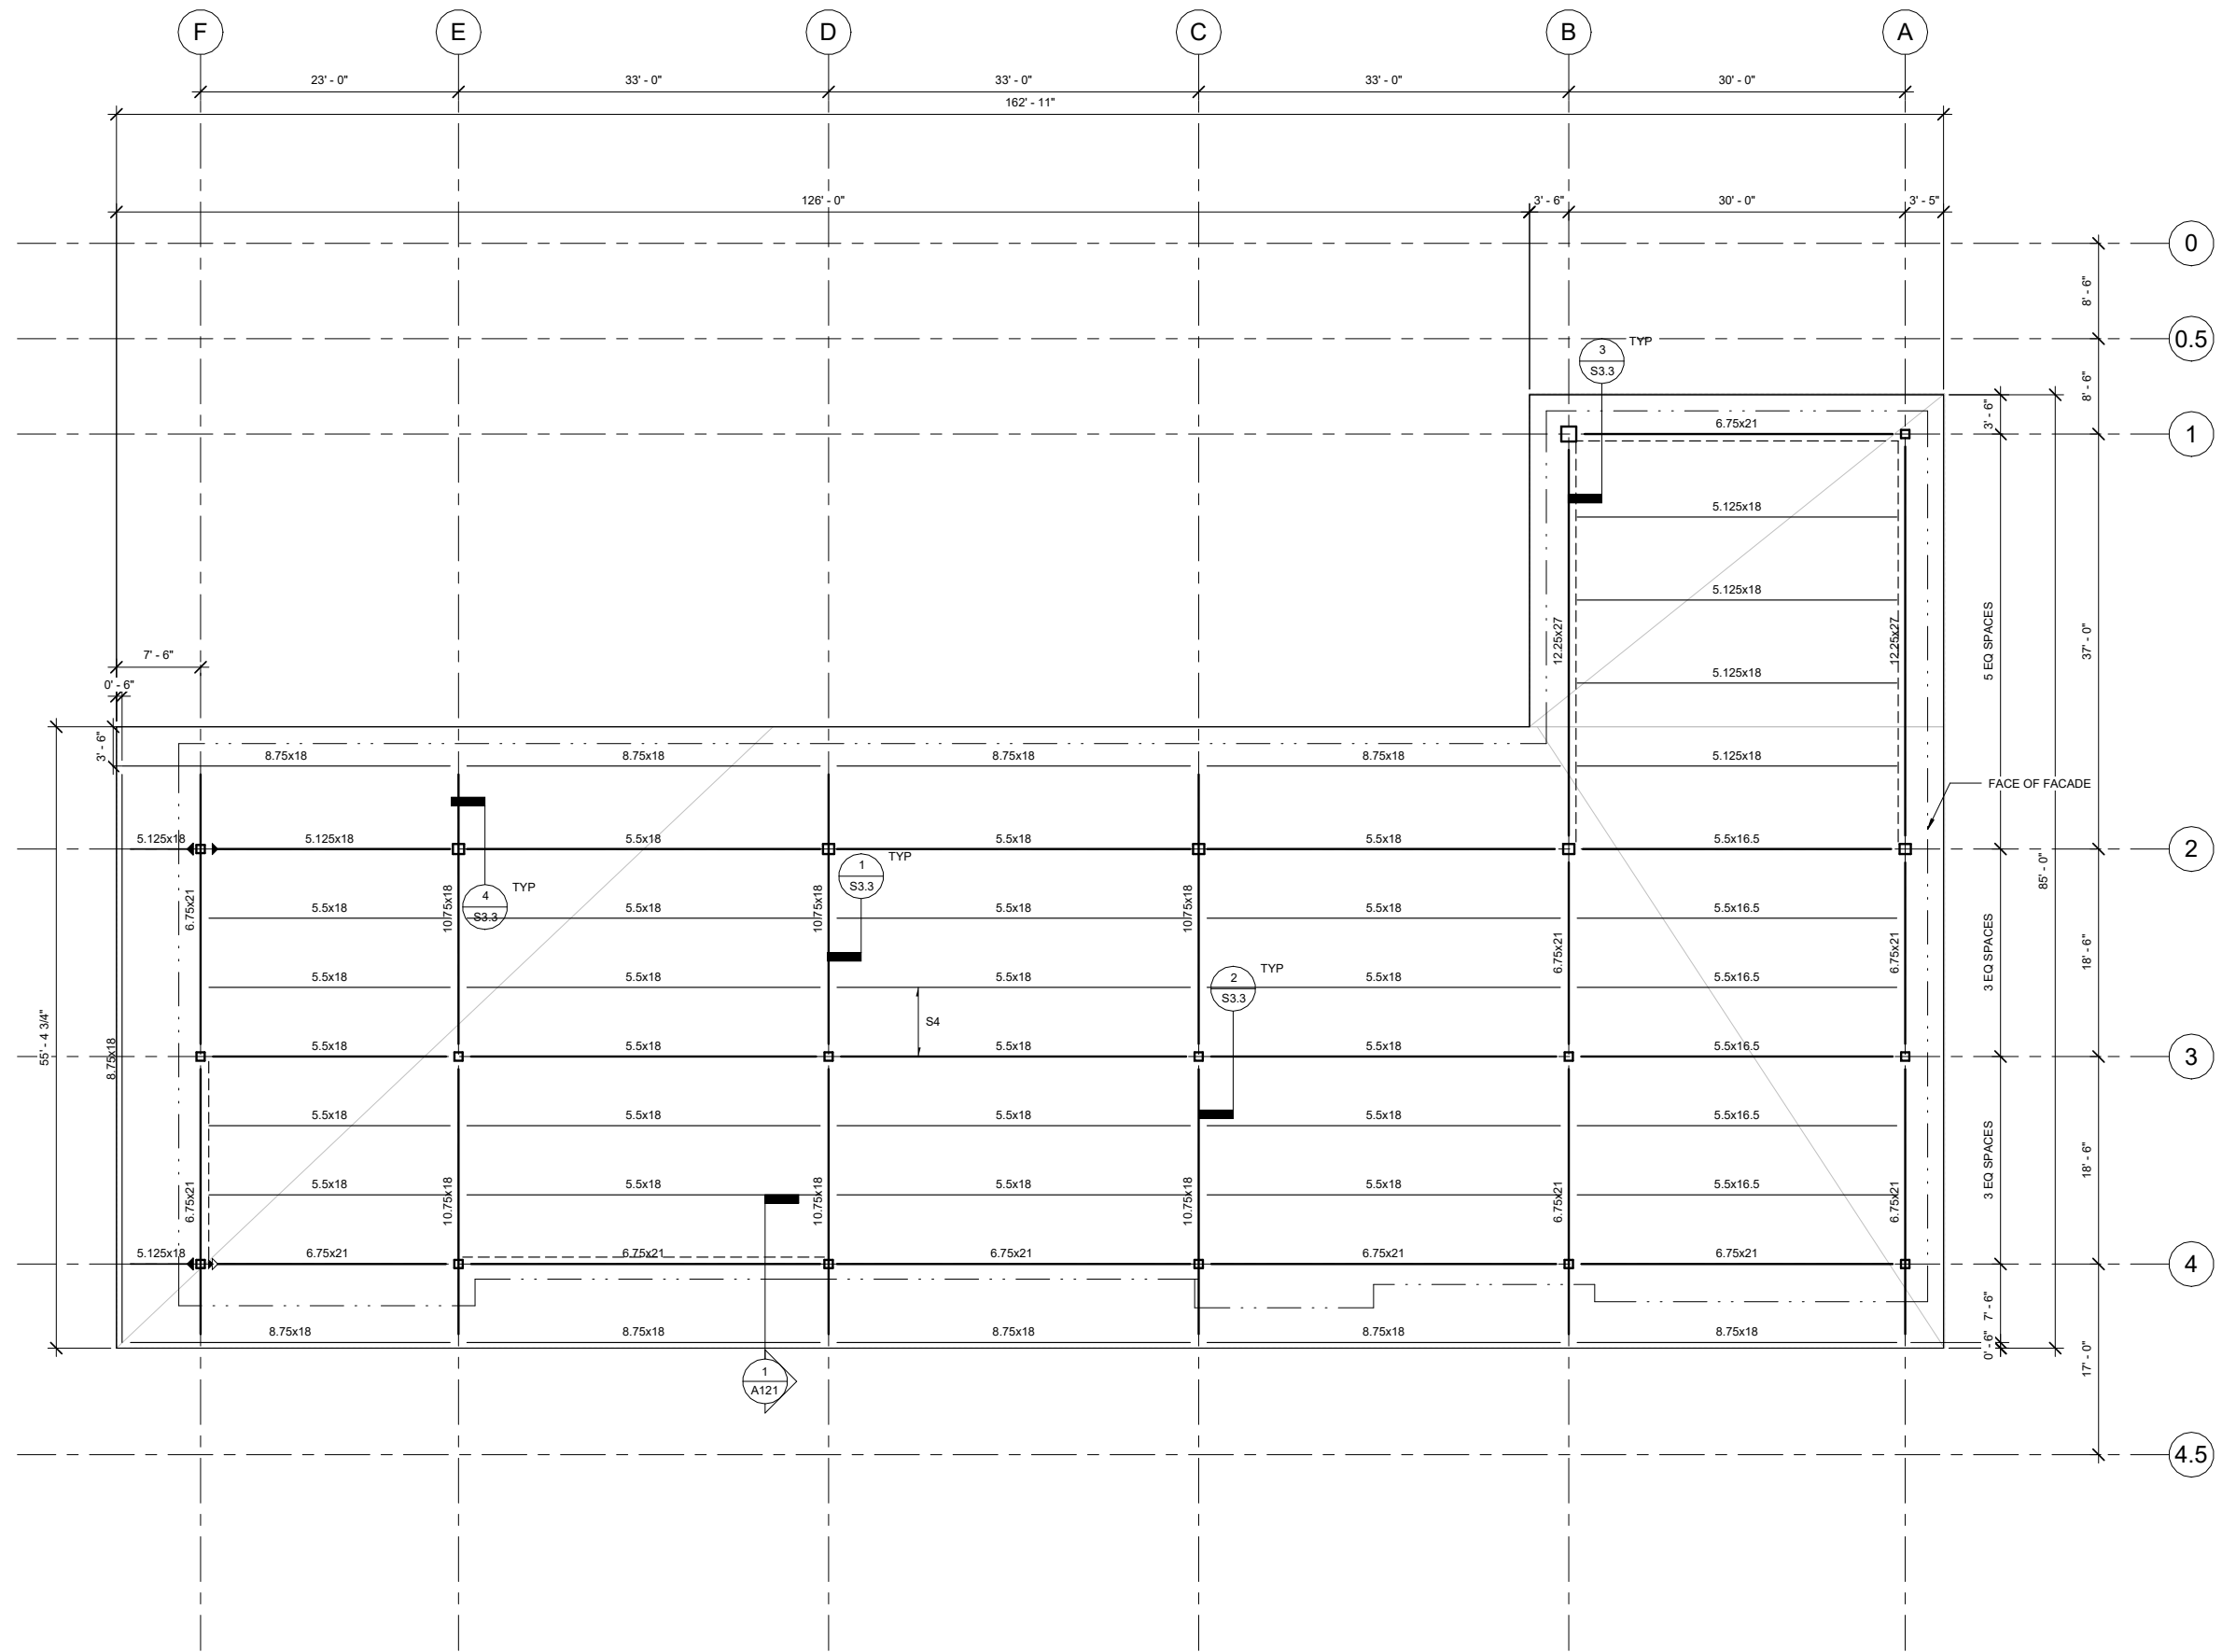 F E D C B A
23' - 0" 33' - 0" 33' - 0" 33' - 0" 30' - 0"
162' - 11"
126' - 0" 3' - 6" 30' - 0" 3' - 5"
0
8' - 6"
0.5
3
S3.3
TYP
8' - 6"
3' - 6"
6.75x21
1
5.125x18
5.125x18
12.25x27
12.25x27
5 EQ SPACES
37' - 0"
7' - 6"
0' - 6"
5.125x18
3' - 6"
8.75x18 8.75x18 8.75x18 8.75x18 5.125x18
FACE OF FACADE
5.125x18 5.125x18 5.5x18 5.5x18 5.5x18 5.5x16.5
2
85' - 0"
4
S3.3
TYP
1
S3.3
TYP
6.75x21 10.75x18 10.75x18 10.75x18 6.75x21 6.75x21
5.5x18 5.5x18 5.5x18 5.5x18 5.5x16.5
3 EQ SPACES
18' - 6"
5.5x18 5.5x18 5.5x18 5.5x18 5.5x16.5
2
S3.3
TYP
S4
55' - 4 3/4"
8.75x18
5.5x18 5.5x18 5.5x18 5.5x18 5.5x16.5
3
5.5x18 5.5x18 5.5x18 5.5x18 5.5x16.5
3 EQ SPACES
18' - 6"
5.5x18 5.5x18 5.5x18 5.5x18 5.5x16.5
6.75x21 10.75x18 10.75x18 10.75x18 6.75x21 6.75x21
5.125x18 6.75x21 6.75x21 6.75x21 6.75x21 6.75x21
4
7' - 6"
8.75x18 8.75x18 8.75x18 8.75x18 8.75x18
0' - 6"
17' - 0"
1
A121
4.5